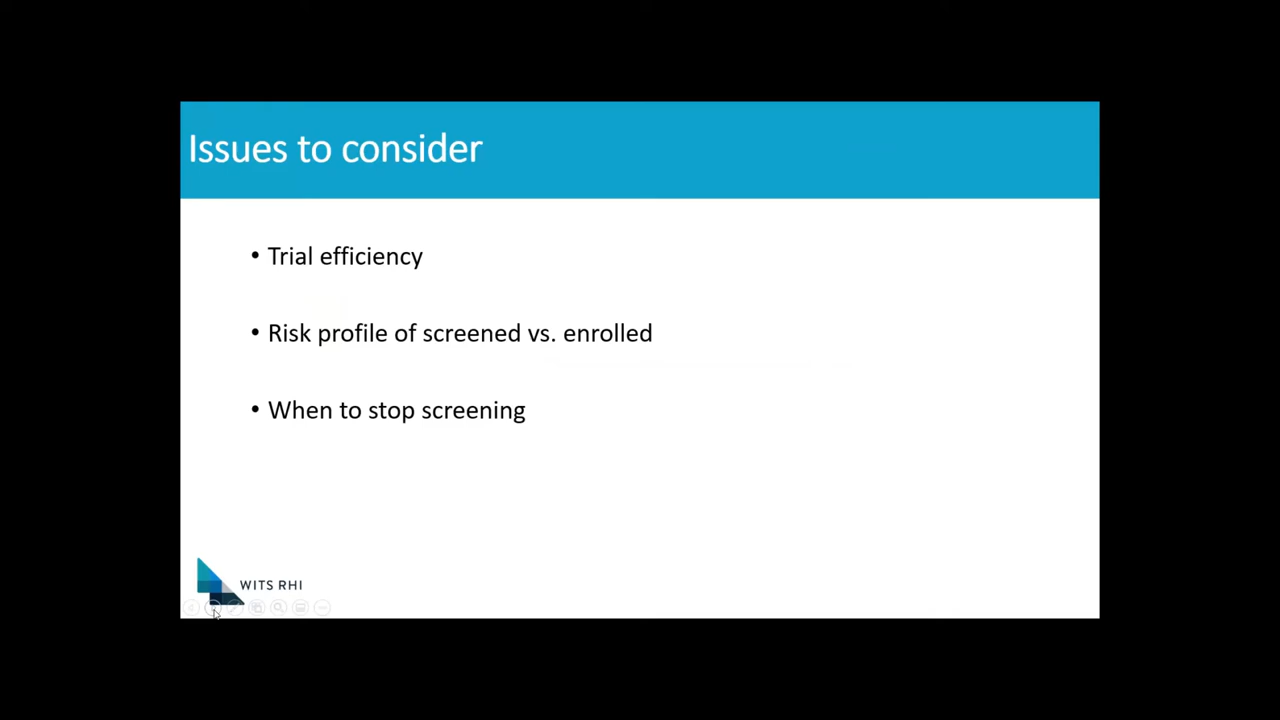 Issues to consider
• Trial efficiency
• Risk profile of screened vs. enrolled
• When to stop screening
WITS RHI